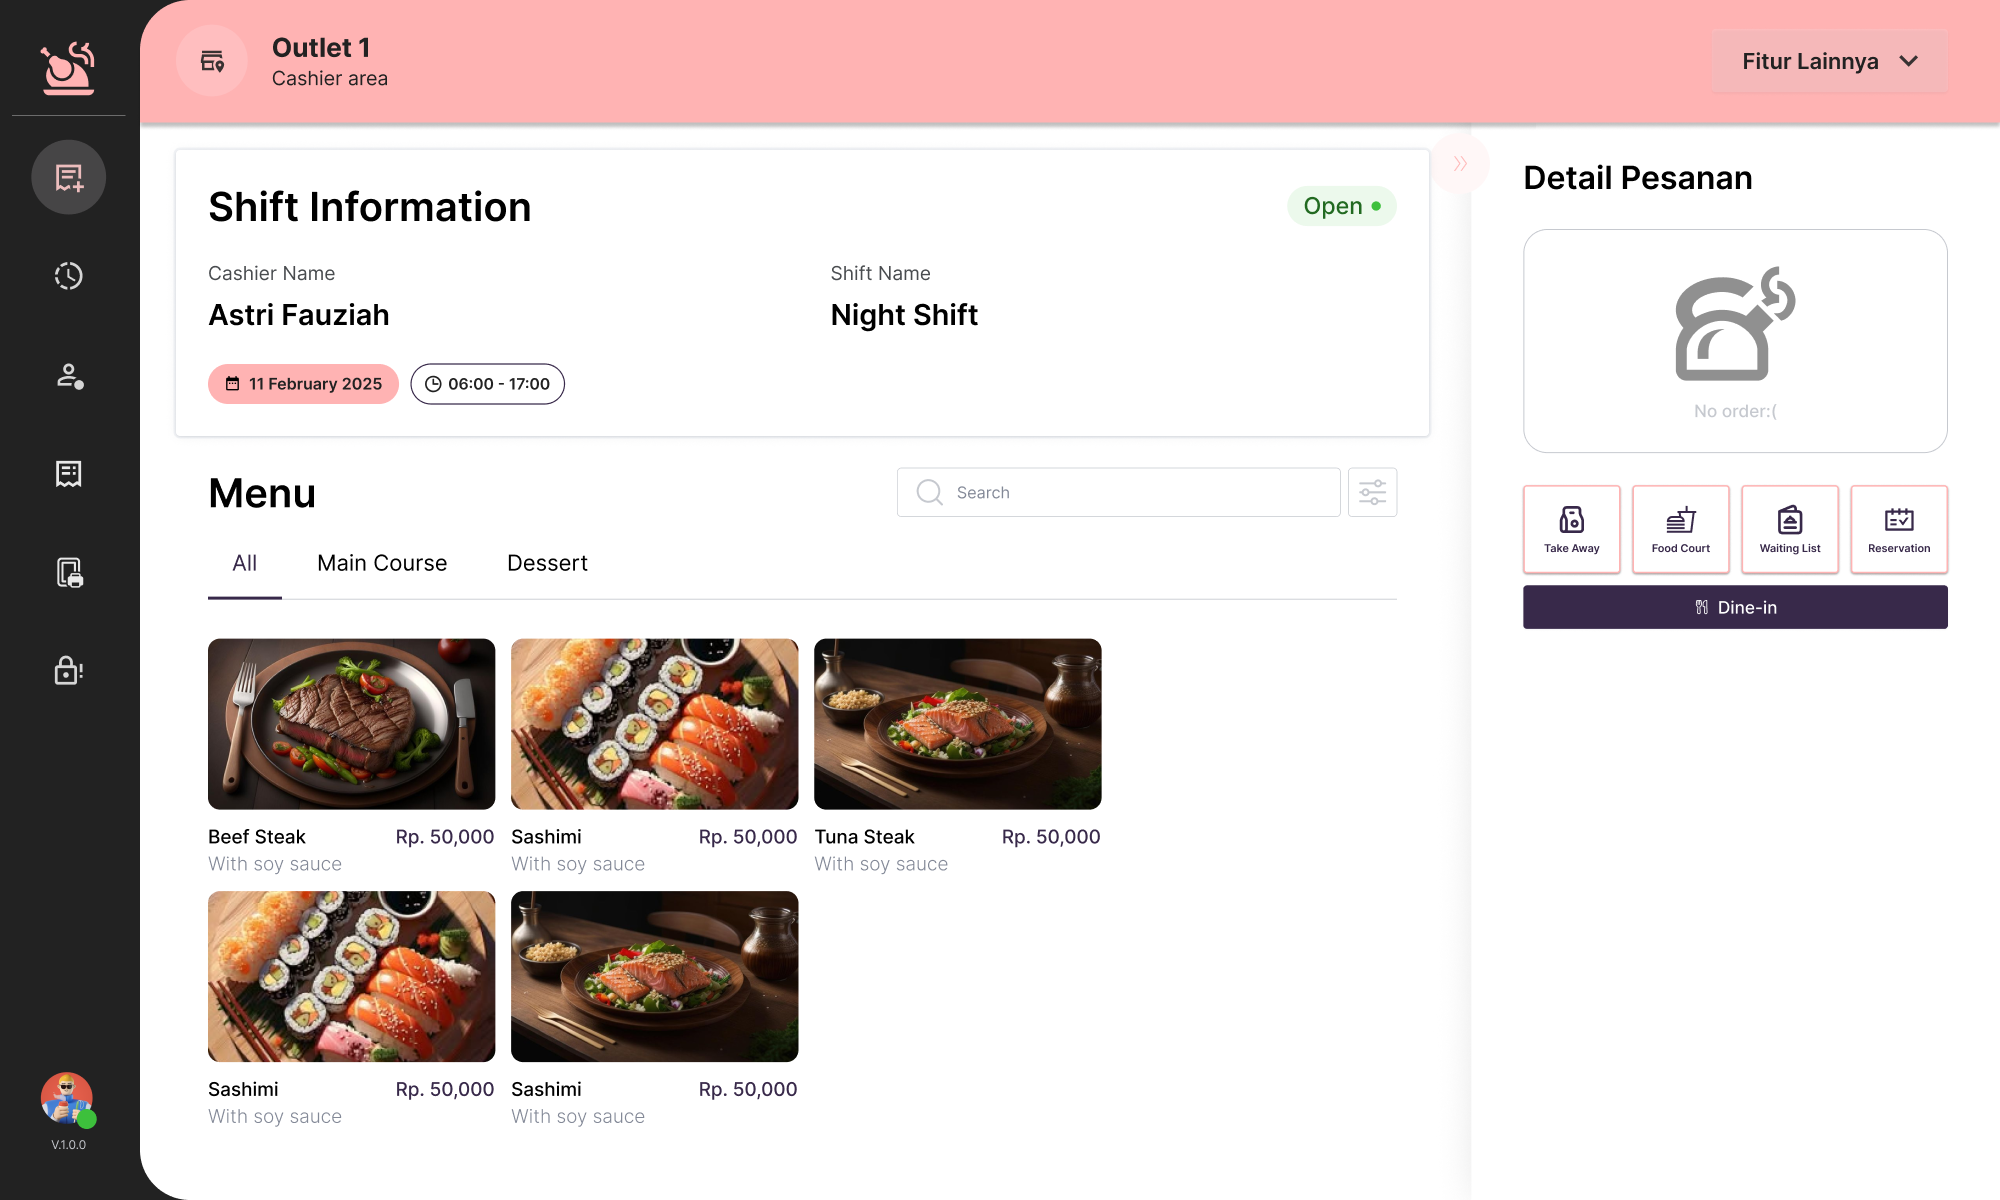 Outlet 1
Cashier area
Fitur Lainnya
Shift Information
Open
Cashier Name
Astri Fauziah
Shift Name
Night Shift
11 February 2025
06:00 - 17:00
Menu
Search
All
Main Course
Dessert
Beef Steak
Rp. 50,000
With soy sauce
Sashimi
Rp. 50,000
With soy sauce
Tuna Steak
Rp. 50,000
With soy sauce
Sashimi
Rp. 50,000
With soy sauce
Sashimi
Rp. 50,000
With soy sauce
Detail Pesanan
No order:(
Take Away
Food Court
Waiting List
Reservation
Dine-in
V.1.0.0